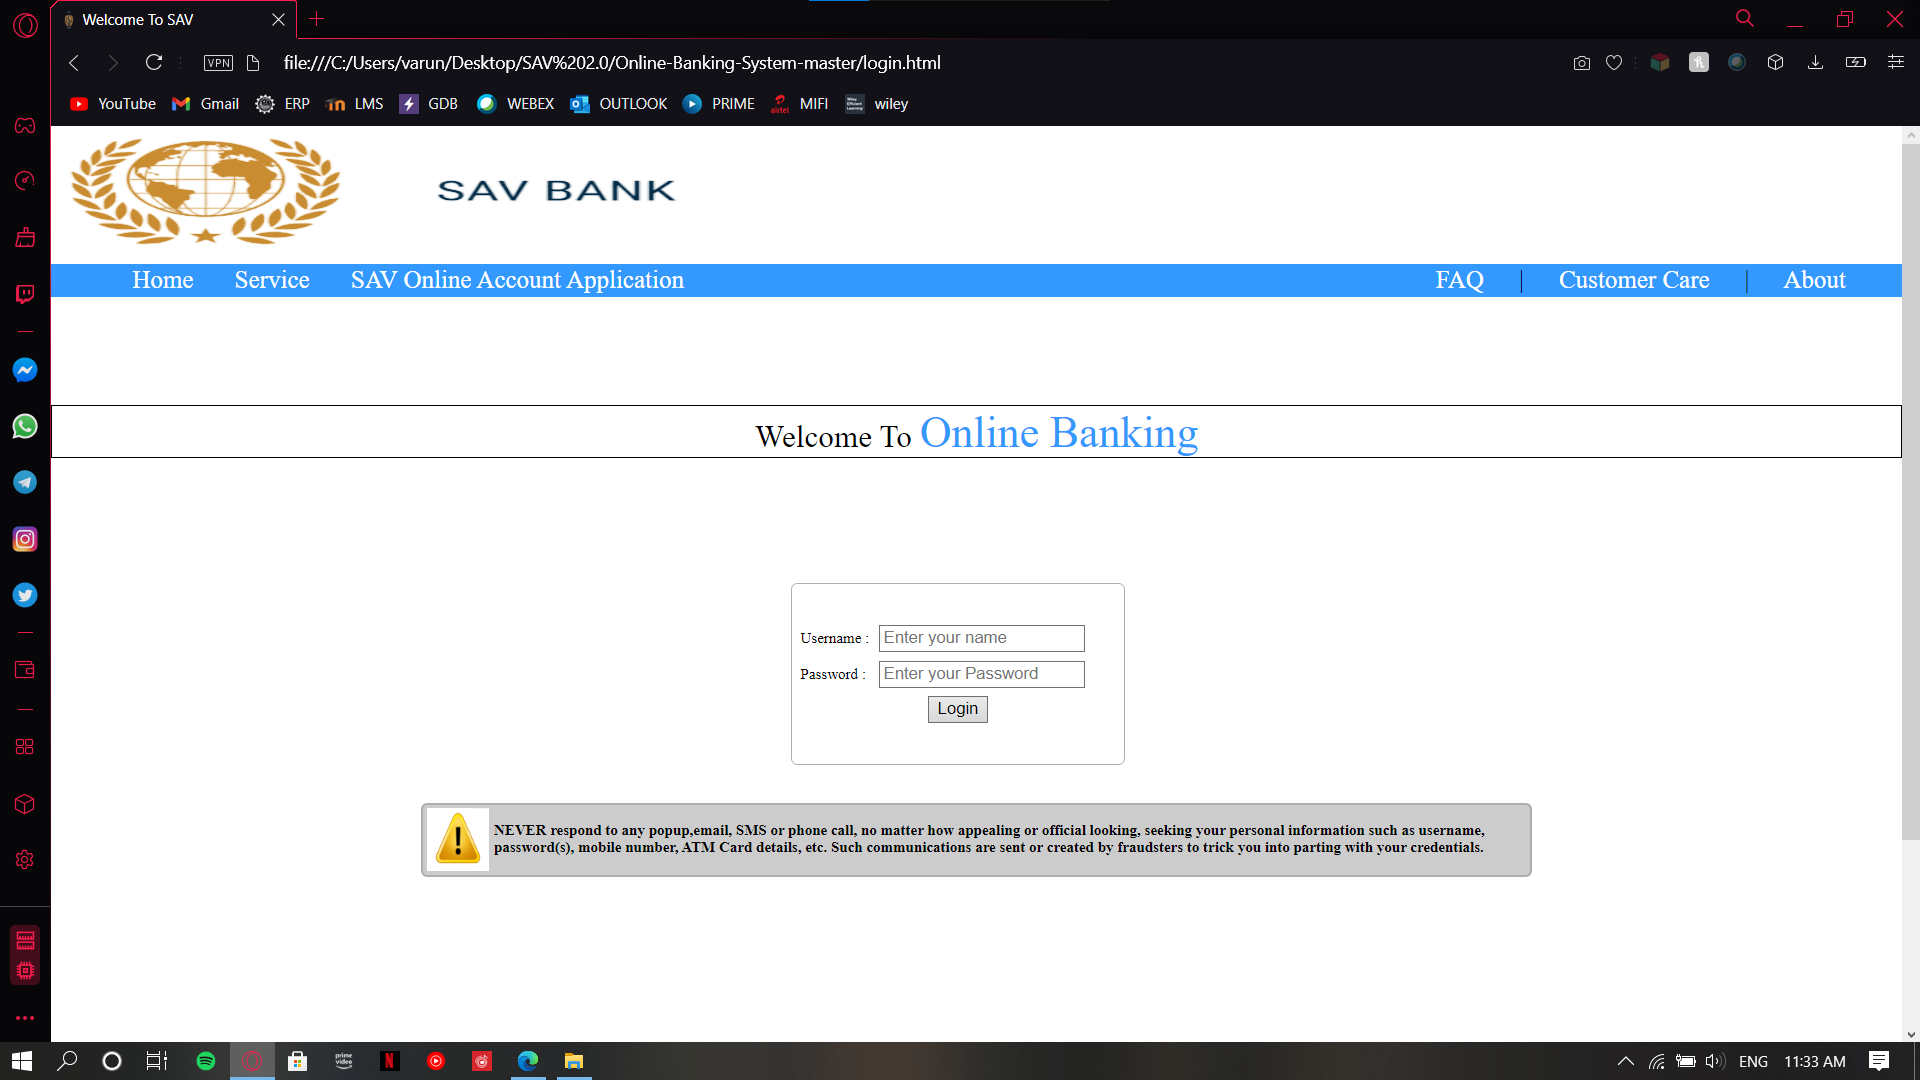 Welcome To SAV
VPN file:///C:/Users/varun/Desktop/SAV%202.0/Online-Banking-System-master/login.html
YouTube Gmail ERP LMS GDB WEBEX OUTLOOK PRIME airtel MIFI wiley
SAV BANK
Home Service SAV Online Account Application FAQ | Customer Care | About
Welcome To Online Banking
Username : Enter your name
Password : Enter your Password
Login
NEVER respond to any popup,email, SMS or phone call, no matter how appealing or official looking, seeking your personal information such as username,
password(s), mobile number, ATM Card details, etc. Such communications are sent or created by fraudsters to trick you into parting with your credentials.
prime video ENG 11:33 AM